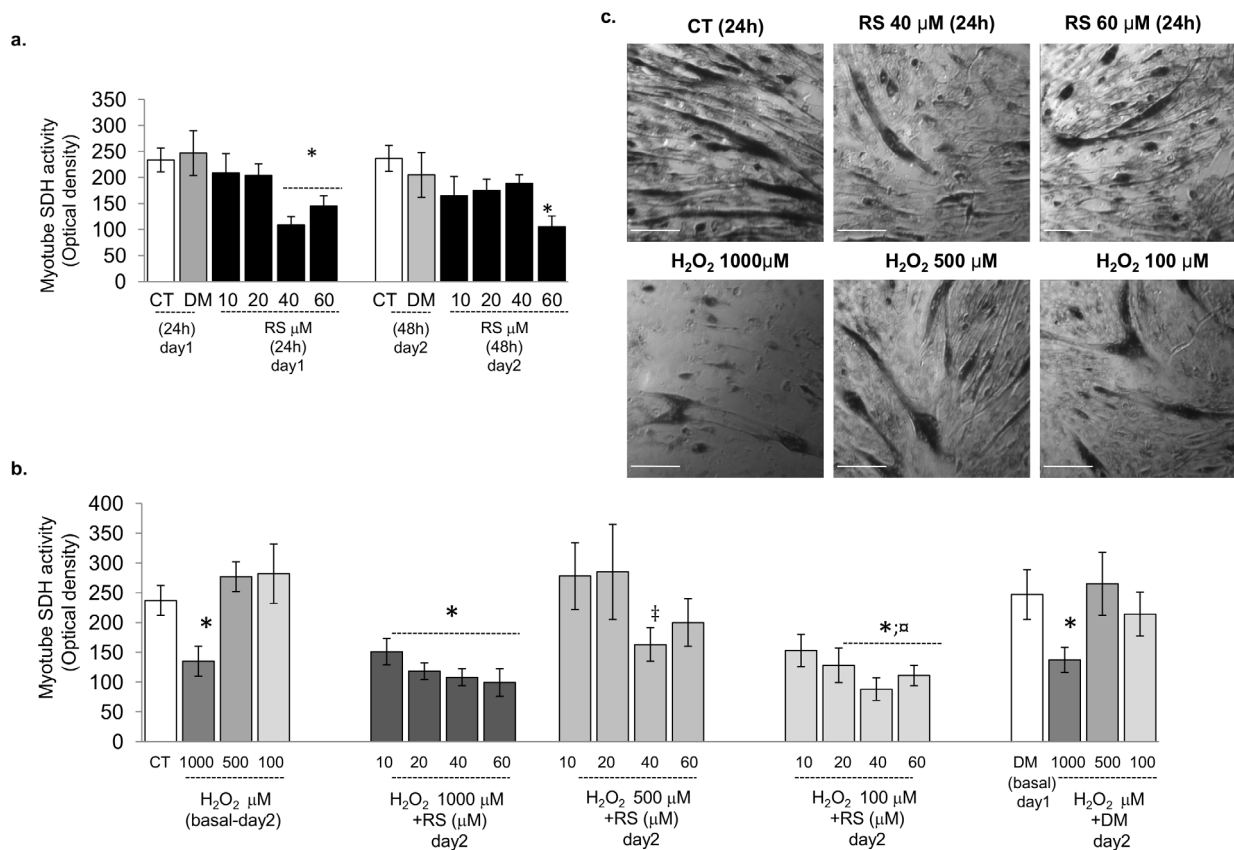 a.
Myotube SDH activity
(Optical density)
350
300
250
200
150
100
50
0
*
*
CT DM 10 20 40 60 CT DM 10 20 40 60
(24h)
day1
RS μM
(24h)
day1
(48h)
day2
RS μM
(48h)
day2
c.
CT (24h) RS 40 μM (24h) RS 60 μM (24h)
H₂O₂ 1000μM H₂O₂ 500 μM H₂O₂ 100 μM
b.
Myotube SDH activity
(Optical density)
400
350
300
250
200
150
100
50
0
*
*
‡
*;¤
*
CT 1000 500 100 10 20 40 60 10 20 40 60 10 20 40 60 DM 1000 500 100
H₂O₂ μM
(basal-day2)
H₂O₂ 1000 μM
+RS (μM)
day2
H₂O₂ 500 μM
+RS (μM)
day2
H₂O₂ 100 μM
+RS (μM)
day2
(basal)
day1
H₂O₂ μM
+DM
day2